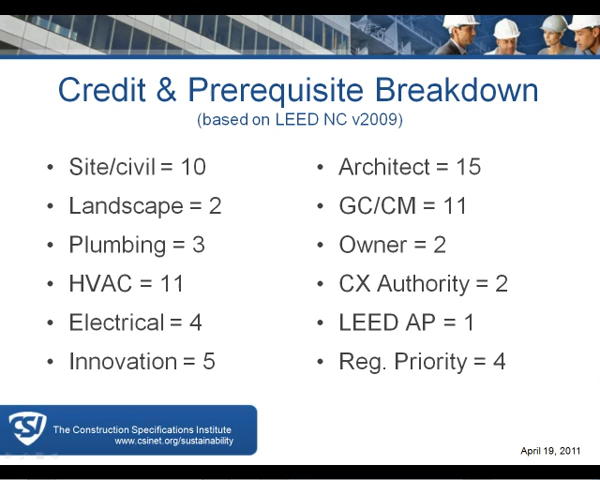 Credit & Prerequisite Breakdown
(based on LEED NC v2009)
• Site/civil = 10
• Landscape = 2
• Plumbing = 3
• HVAC = 11
• Electrical = 4
• Innovation = 5
• Architect = 15
• GC/CM = 11
• Owner = 2
• CX Authority = 2
• LEED AP = 1
• Reg. Priority = 4
CSI
The Construction Specifications Institute
www.csinet.org/sustainability
April 19, 2011